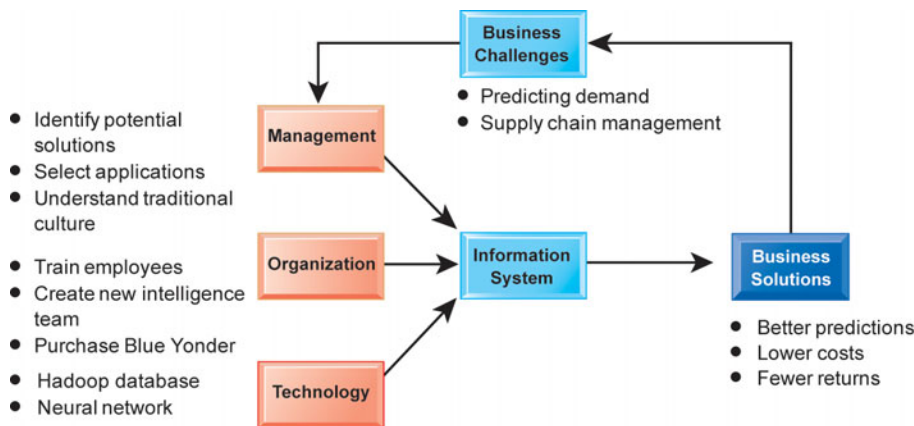 Business
Challenges
● Predicting demand
● Supply chain management
● Identify potential
solutions
● Select applications
● Understand traditional
culture
Management
● Train employees
● Create new intelligence
team
● Purchase Blue Yonder
Organization
Information
System
Business
Solutions
● Better predictions
● Lower costs
● Fewer returns
● Hadoop database
● Neural network
Technology